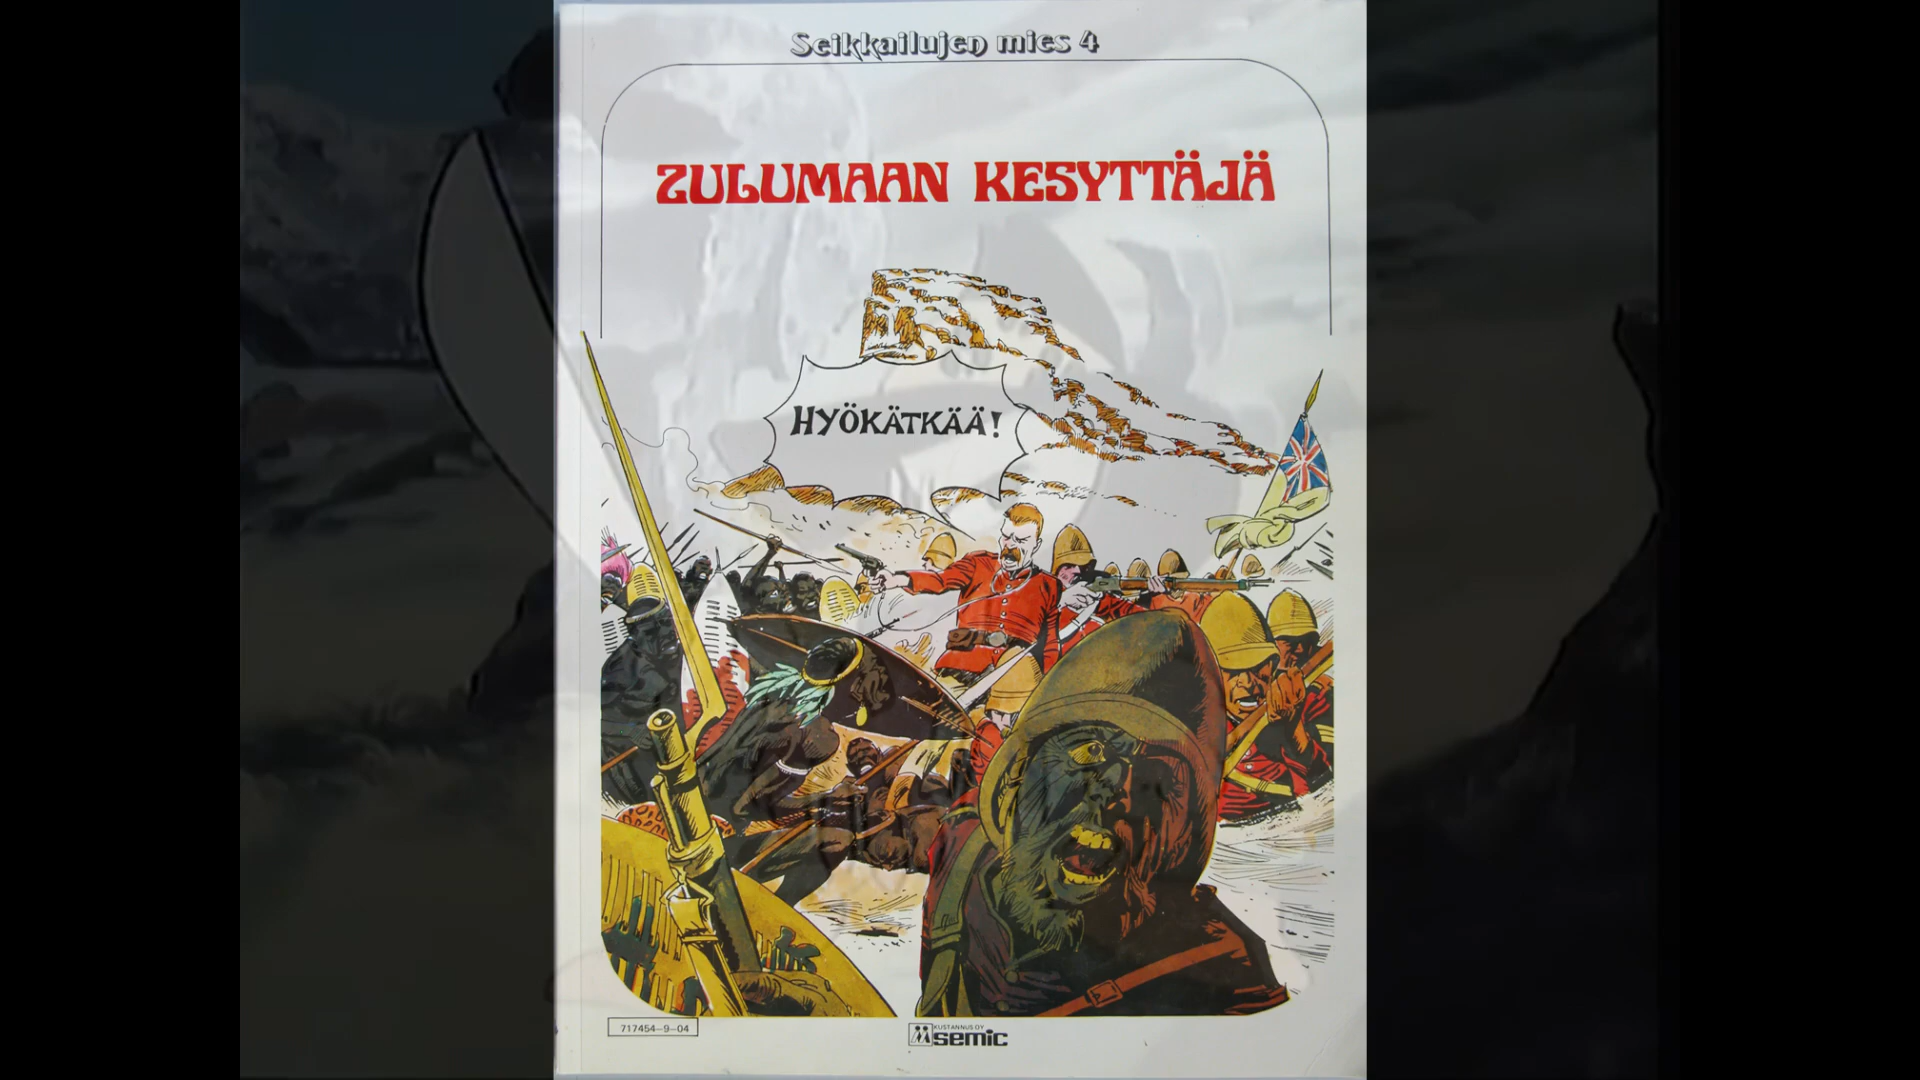 Seikkailujen mies 4
ZULUMAAN KESYTTÄJÄ
HYÖKÄTKÄÄ!
717454-9-04
KUSTANNUS OY
semic